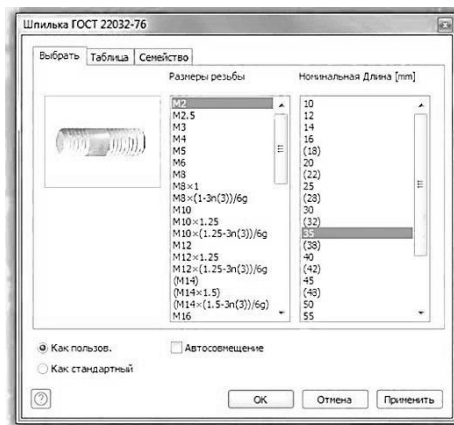 Шпилька ГОСТ 22032-76
Выбрать Таблица Семейство
Размеры резьбы
M2
M2.5
M3
M4
M5
M6
M8
M8×1
M8×(1-3n(3))/6g
M10
M10×1.25
M10×(1.25-3n(3))/6g
M12
M12×1.25
M12×(1.25-3n(3))/6g
(M14)
(M14×1.5)
(M14×(1.5-3n(3))/6g)
M16
Номинальная Длина [mm]
10
12
14
16
(18)
20
(22)
25
(28)
30
(32)
35
(38)
40
(42)
45
(48)
50
55
Как пользов.
Автосовмещение
Как стандартный
?
OK Отмена Применить